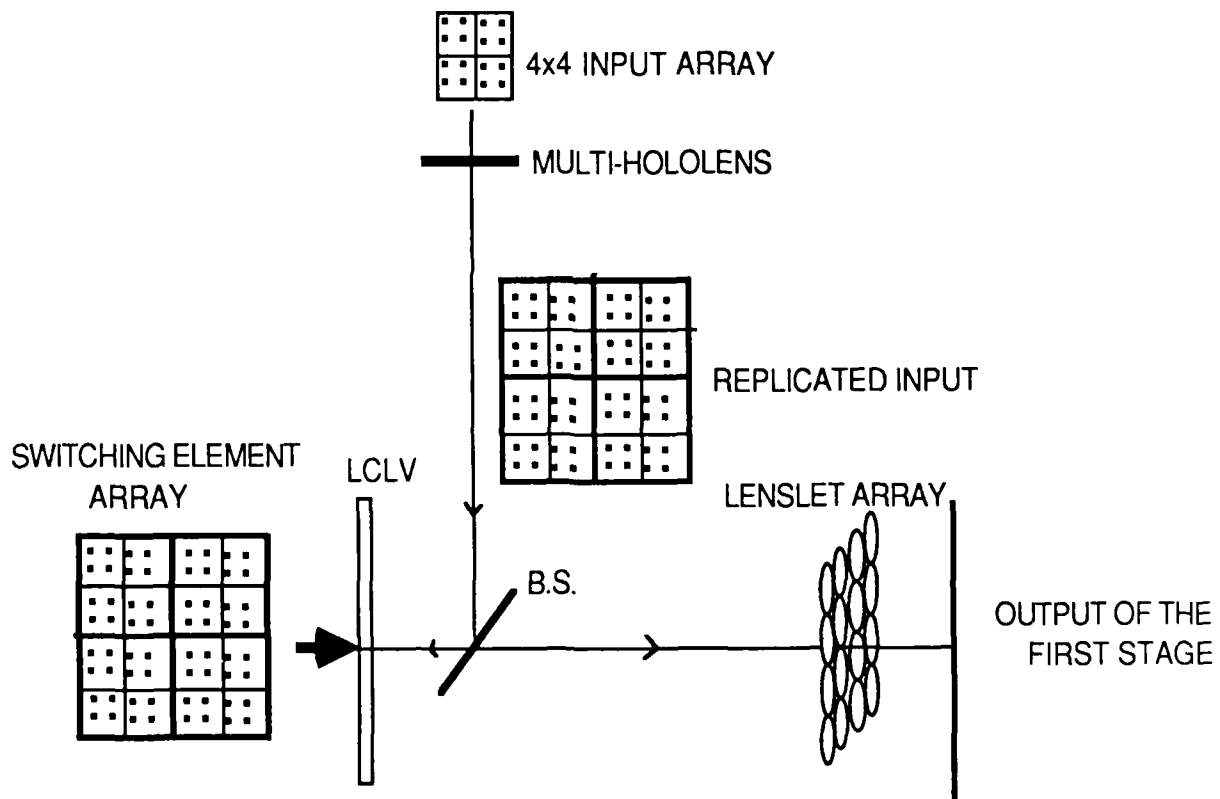 4x4 INPUT ARRAY
MULTI-HOLOLENS
REPLICATED INPUT
SWITCHING ELEMENT
ARRAY
LCLV
LENSLET ARRAY
B.S.
OUTPUT OF THE
FIRST STAGE